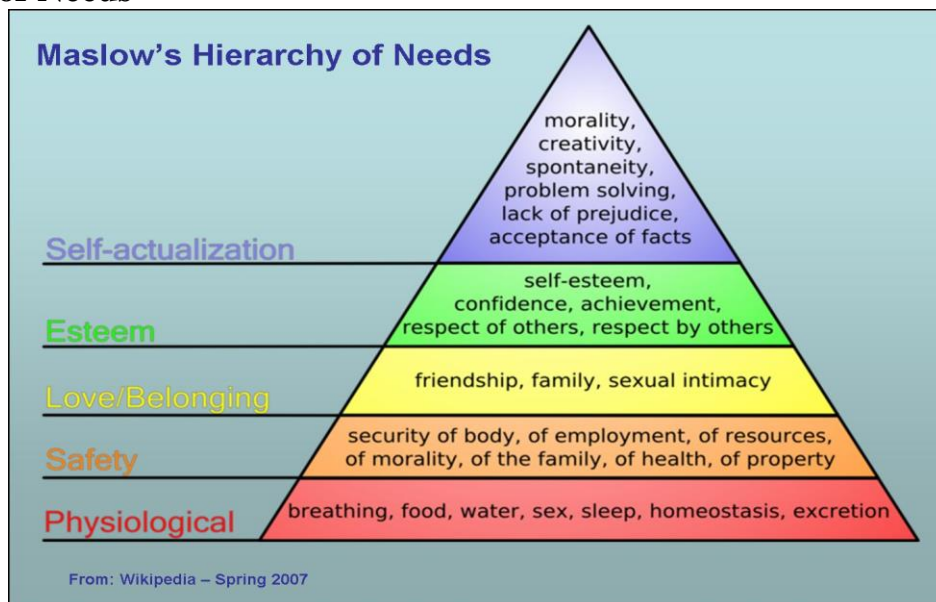 Maslow's Hierarchy of Needs
morality,
creativity,
spontaneity,
problem solving,
lack of prejudice,
acceptance of facts
Self-actualization
self-esteem,
confidence, achievement,
respect of others, respect by others
Esteem
friendship, family, sexual intimacy
Love/Belonging
security of body, of employment, of resources,
of morality, of the family, of health, of property
Safety
breathing, food, water, sex, sleep, homeostasis, excretion
Physiological
From: Wikipedia – Spring 2007